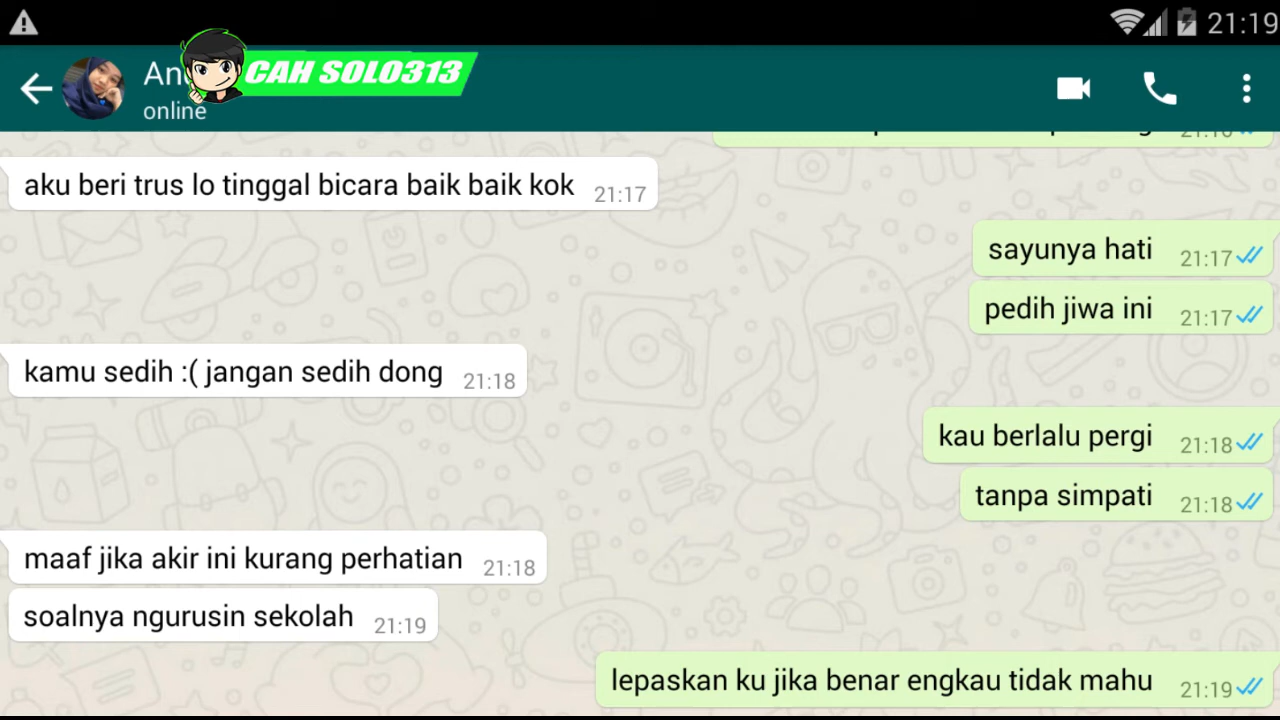 21:19
An
CAH SOLO313
online
21:16
aku beri trus lo tinggal bicara baik baik kok 21:17
sayunya hati 21:17
pedih jiwa ini 21:17
kamu sedih :( jangan sedih dong 21:18
kau berlalu pergi 21:18
tanpa simpati 21:18
maaf jika akir ini kurang perhatian 21:18
soalnya ngurusin sekolah 21:19
lepaskan ku jika benar engkau tidak mahu 21:19